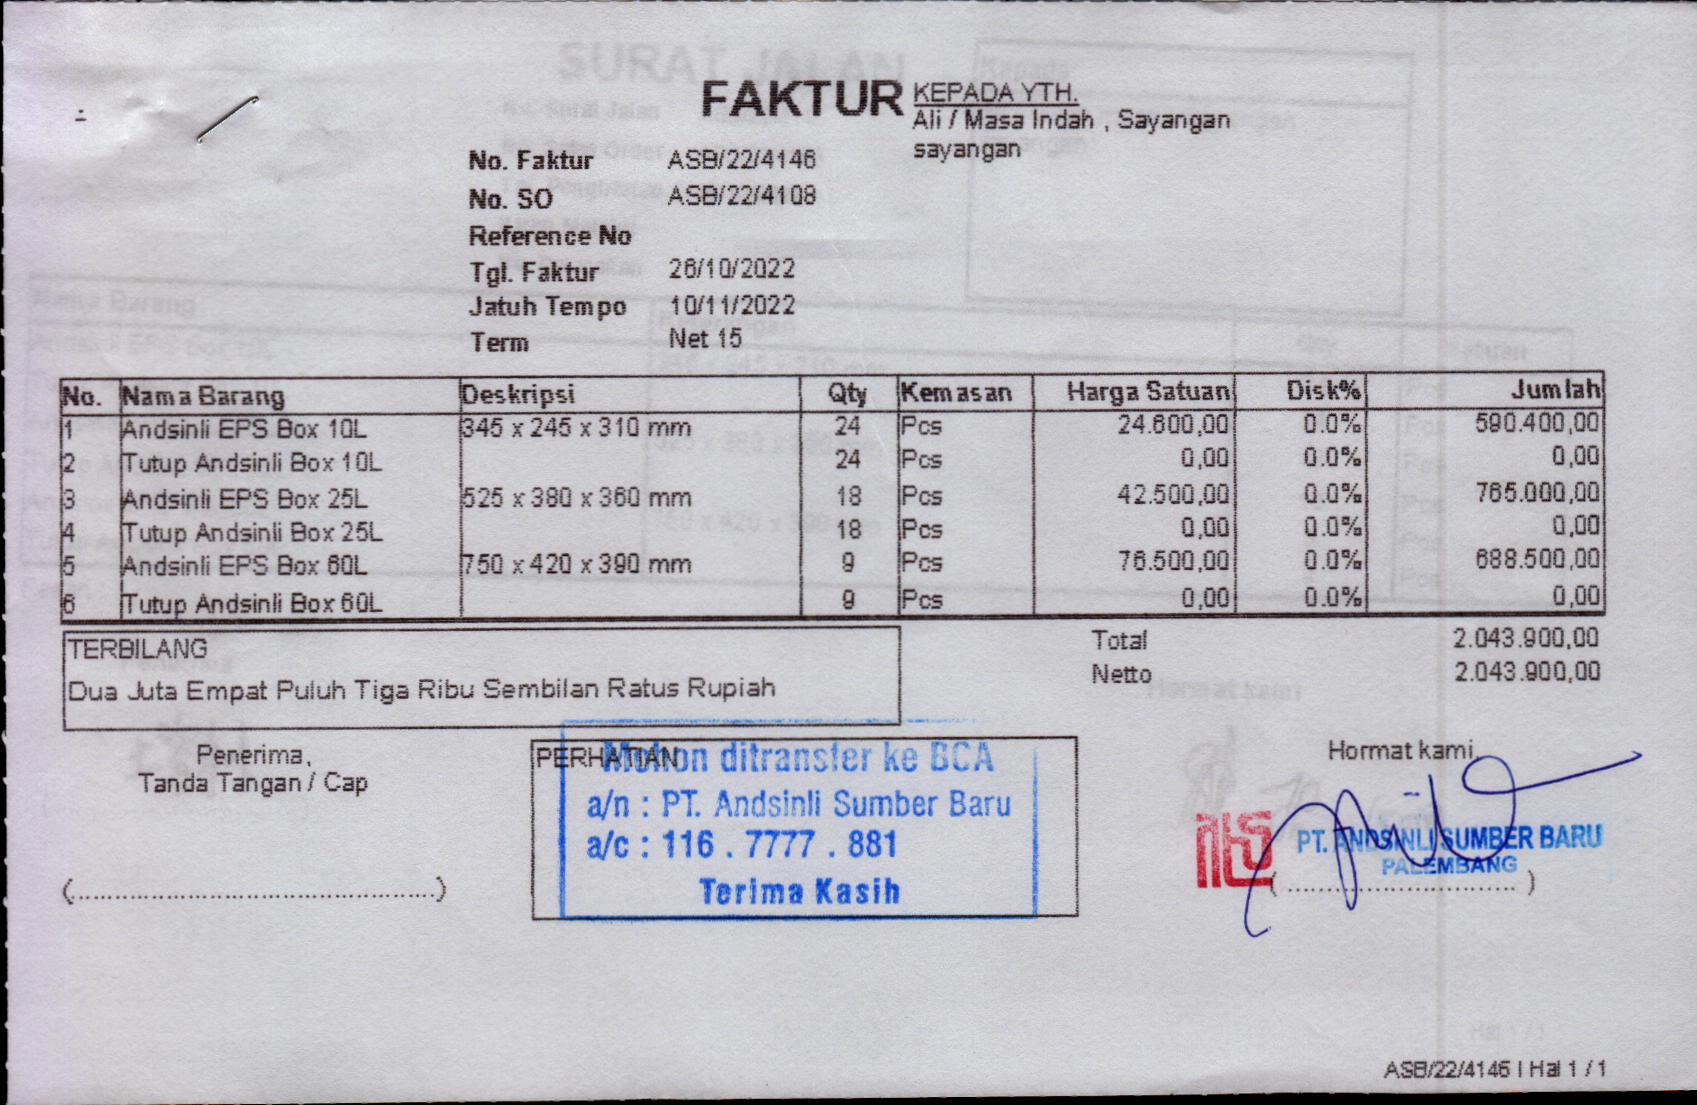 FAKTUR
KEPADA YTH.
Ali / Masa Indah , Sayangan
sayangan
No. Faktur ASB/22/4146
No. SO ASB/22/4108
Reference No
Tgl. Faktur 26/10/2022
Jatuh Tempo 10/11/2022
Term Net 15
No. Nama Barang Deskripsi Qty Kemasan Harga Satuan Disk% Jumlah
1 Andsinli EPS Box 10L 345 x 245 x 310 mm 24 Pcs 24.600,00 0.0% 590.400,00
2 Tutup Andsinli Box 10L 24 Pcs 0,00 0.0% 0,00
3 Andsinli EPS Box 25L 525 x 380 x 360 mm 18 Pcs 42.500,00 0.0% 765.000,00
4 Tutup Andsinli Box 25L 18 Pcs 0,00 0.0% 0,00
5 Andsinli EPS Box 60L 750 x 420 x 390 mm 9 Pcs 76.500,00 0.0% 688.500,00
6 Tutup Andsinli Box 60L 9 Pcs 0,00 0.0% 0,00
TERBILANG
Dua Juta Empat Puluh Tiga Ribu Sembilan Ratus Rupiah
Total 2.043.900,00
Netto 2.043.900,00
Penerima,
Tanda Tangan / Cap
(...........................................)
PERHATIAN
Mohon ditransfer ke BCA
a/n : PT. Andsinli Sumber Baru
a/c : 116 . 7777 . 881
Terima Kasih
Hormat kami,
PT. ANDSINLI SUMBER BARU
PALEMBANG
( .............................. )
ASB/22/4146 | Hal 1 / 1